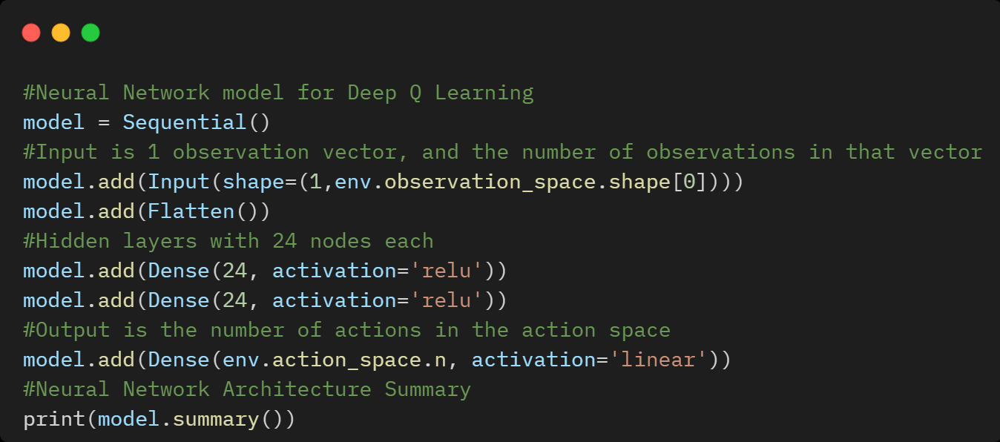 #Neural Network model for Deep Q Learning
model = Sequential()
#Input is 1 observation vector, and the number of observations in that vector
model.add(Input(shape=(1,env.observation_space.shape[0])))
model.add(Flatten())
#Hidden layers with 24 nodes each
model.add(Dense(24, activation='relu'))
model.add(Dense(24, activation='relu'))
#Output is the number of actions in the action space
model.add(Dense(env.action_space.n, activation='linear'))
#Neural Network Architecture Summary
print(model.summary())